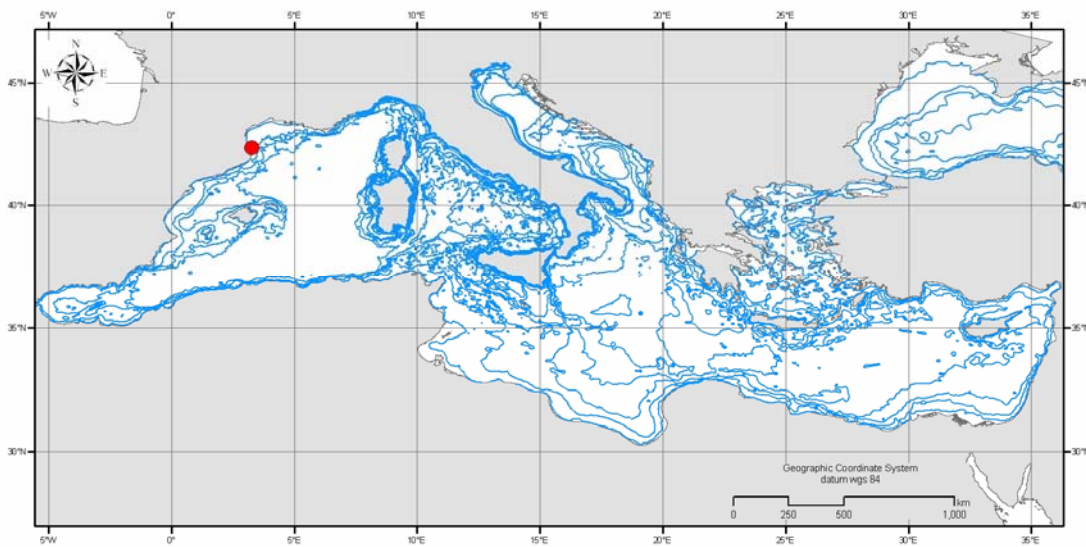 5°W 0° 5°E 10°E 15°E 20°E 25°E 30°E 35°E
N
W E
S
45°N 45°N
40°N 40°N
35°N 35°N
30°N 30°N
Geographic Coordinate System
datum wgs 84
km
0 250 500 1,000
5°W 0° 5°E 10°E 15°E 20°E 25°E 30°E 35°E